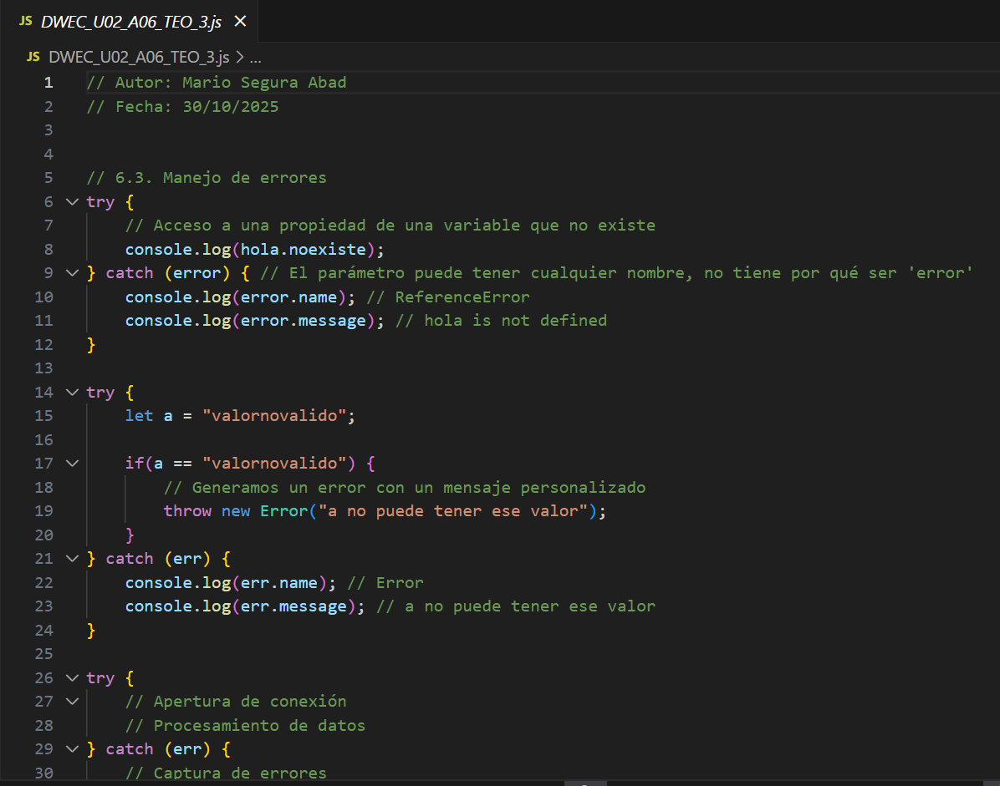 JS DWEC_U02_A06_TEO_3.js ×
JS DWEC_U02_A06_TEO_3.js > ...
1 // Autor: Mario Segura Abad
2 // Fecha: 30/10/2025
3
4
5 // 6.3. Manejo de errores
6 try {
7     // Acceso a una propiedad de una variable que no existe
8     console.log(hola.noexiste);
9 } catch (error) { // El parámetro puede tener cualquier nombre, no tiene por qué ser 'error'
10     console.log(error.name); // ReferenceError
11     console.log(error.message); // hola is not defined
12 }
13
14 try {
15     let a = "valornovalido";
16
17     if(a == "valornovalido") {
18         // Generamos un error con un mensaje personalizado
19         throw new Error("a no puede tener ese valor");
20     }
21 } catch (err) {
22     console.log(err.name); // Error
23     console.log(err.message); // a no puede tener ese valor
24 }
25
26 try {
27     // Apertura de conexión
28     // Procesamiento de datos
29 } catch (err) {
30     // Captura de errores